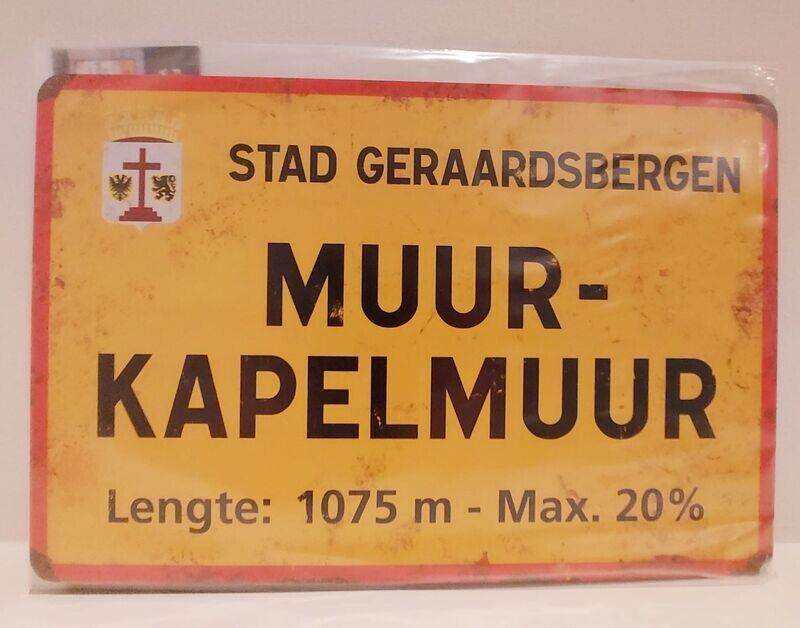 STAD GERAARDSBERGEN
MUUR-
KAPELMUUR
Lengte: 1075 m - Max. 20%